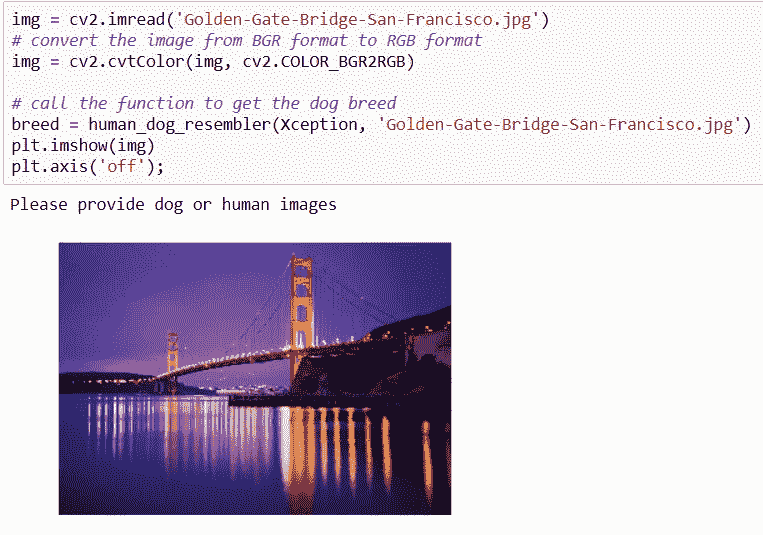 img = cv2.imread('Golden-Gate-Bridge-San-Francisco.jpg')
# convert the image from BGR format to RGB format
img = cv2.cvtColor(img, cv2.COLOR_BGR2RGB)
# call the function to get the dog breed
breed = human_dog_resembler(Xception, 'Golden-Gate-Bridge-San-Francisco.jpg')
plt.imshow(img)
plt.axis('off');
Please provide dog or human images